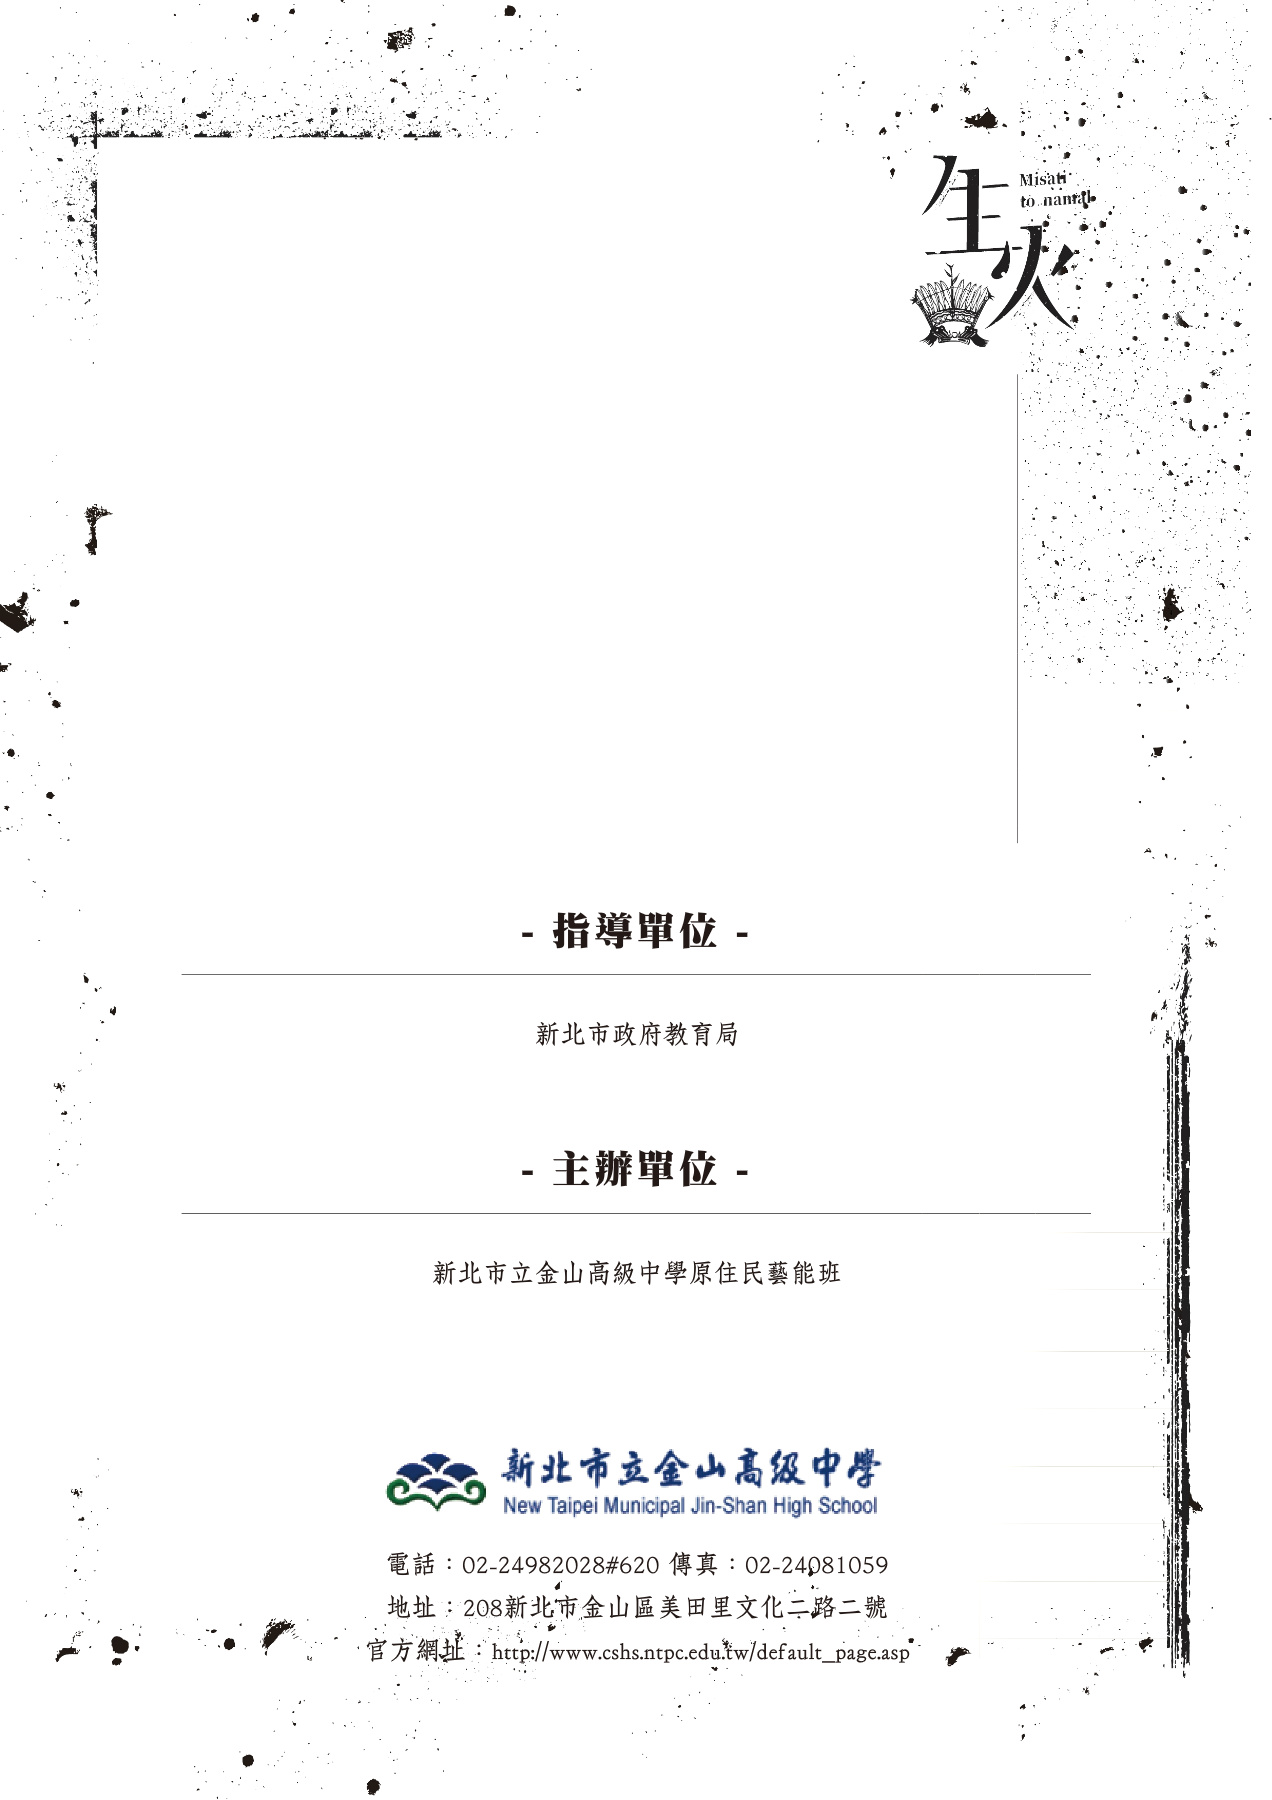 生火
Misati
to namal
- 指導單位 -
新北市政府教育局
- 主辦單位 -
新北市立金山高級中學原住民藝能班
新北市立金山高級中學
New Taipei Municipal Jin-Shan High School
電話：02-24982028#620 傳真：02-24081059
地址：208新北市金山區美田里文化二路二號
官方網址：http://www.cshs.ntpc.edu.tw/default_page.asp